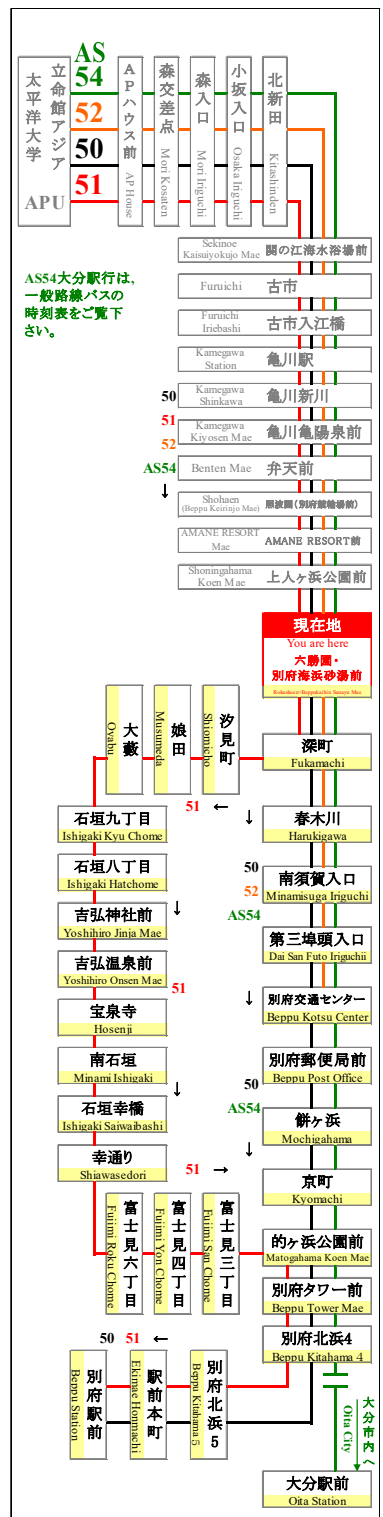 立命館アジア
太平洋大学
APU
AS
54
52
50
51
APハウス前
AP House
森交差点
Mori Kosaten
森入口
Mori Iriguchi
小坂入口
Osaka Iriguchi
北新田
Kitashinden
AS54大分駅行は、
一般路線バスの
時刻表をご覧下
さい。
Sekinoe
Kaisuiyokujo Mae
関の江海水浴場前
Furuichi
古市
Furuichi
Iriebashi
古市入江橋
Kamegawa
Station
亀川駅
50
Kamegawa
Shinkawa
亀川新川
51
52
Kamegawa
Kiyosen Mae
亀川亀陽泉前
AS54
Benten Mae
弁天前
↓
Shohaen
(Beppu Keirinjo Mae)
照波園(別府競輪場前)
AMANE RESORT
Mae
AMANE RESORT前
Shoningahama
Koen Mae
上人ヶ浜公園前
現在地
You are here
六勝園・
別府海浜砂湯前
Rokushoen-Beppukaihin Sunayu Mae
大藪
Oyabu
娘田
Musumeda
汐見町
Shiomicho
深町
Fukamachi
51 ←
↓
石垣九丁目
Ishigaki Kyu Chome
春木川
Harukigawa
石垣八丁目
Ishigaki Hatchome
50
52
AS54
南須賀入口
Minamisuga Iriguchi
↓
吉弘神社前
Yoshihiro Jinja Mae
第三埠頭入口
Dai San Futo Iriguchii
吉弘温泉前
Yoshihiro Onsen Mae
51
↓
別府交通センター
Beppu Kotsu Center
宝泉寺
Hosenji
南石垣
Minami Ishigaki
別府郵便局前
Beppu Post Office
↓
50
AS54
石垣幸橋
Ishigaki Saiwaibashi
餅ヶ浜
Mochigahama
↓
幸通り
Shiawasedori
51 →
京町
Kyomachi
富士見六丁目
Fujimi Roku Chome
富士見四丁目
Fujimi Yon Chome
富士見三丁目
Fujimi San Chome
的ヶ浜公園前
Matogahama Koen Mae
別府タワー前
Beppu Tower Mae
別府北浜4
Beppu Kitahama 4
50 51 ←
別府駅前
Beppu Station
駅前本町
Ekimae Honmachi
別府北浜5
Beppu Kitahama 5
大分市内へ
Oita City
大分駅前
Oita Station